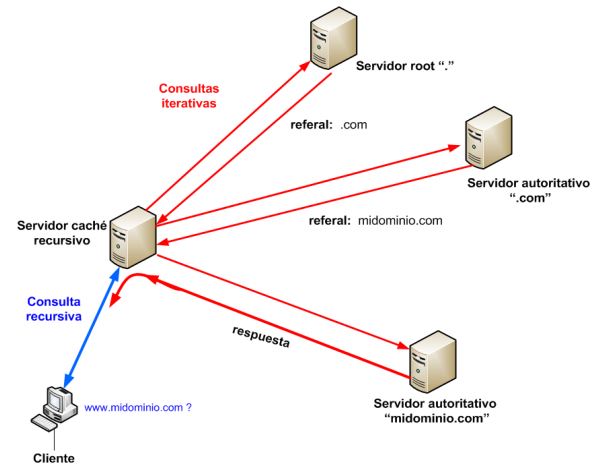 Servidor root “.”
Consultas
iterativas
referal: .com
Servidor autoritativo
“.com”
referal: midominio.com
Servidor caché
recursivo
Consulta
recursiva
respuesta
www.midominio.com ?
Servidor autoritativo
“midominio.com”
Cliente